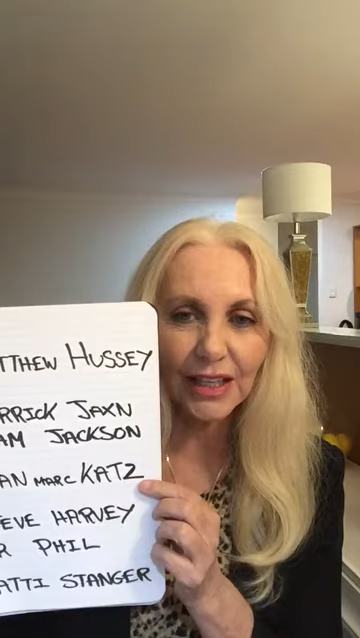 TTHEW HUSSEY
RRICK JAXN
AM JACKSON
AN MARC KATZ
EVE HARVEY
R PHIL
ATTI STANGER